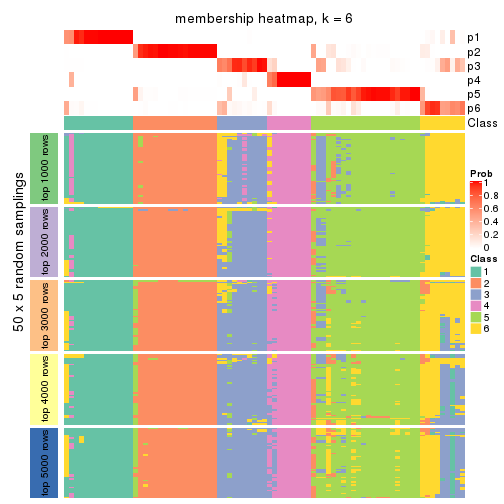 membership heatmap, k = 6
p1
p2
p3
p4
p5
p6
Class
50 x 5 random samplings
top 1000 rows
top 2000 rows
top 3000 rows
top 4000 rows
top 5000 rows
Prob
1
0.8
0.6
0.4
0.2
0
Class
1
2
3
4
5
6